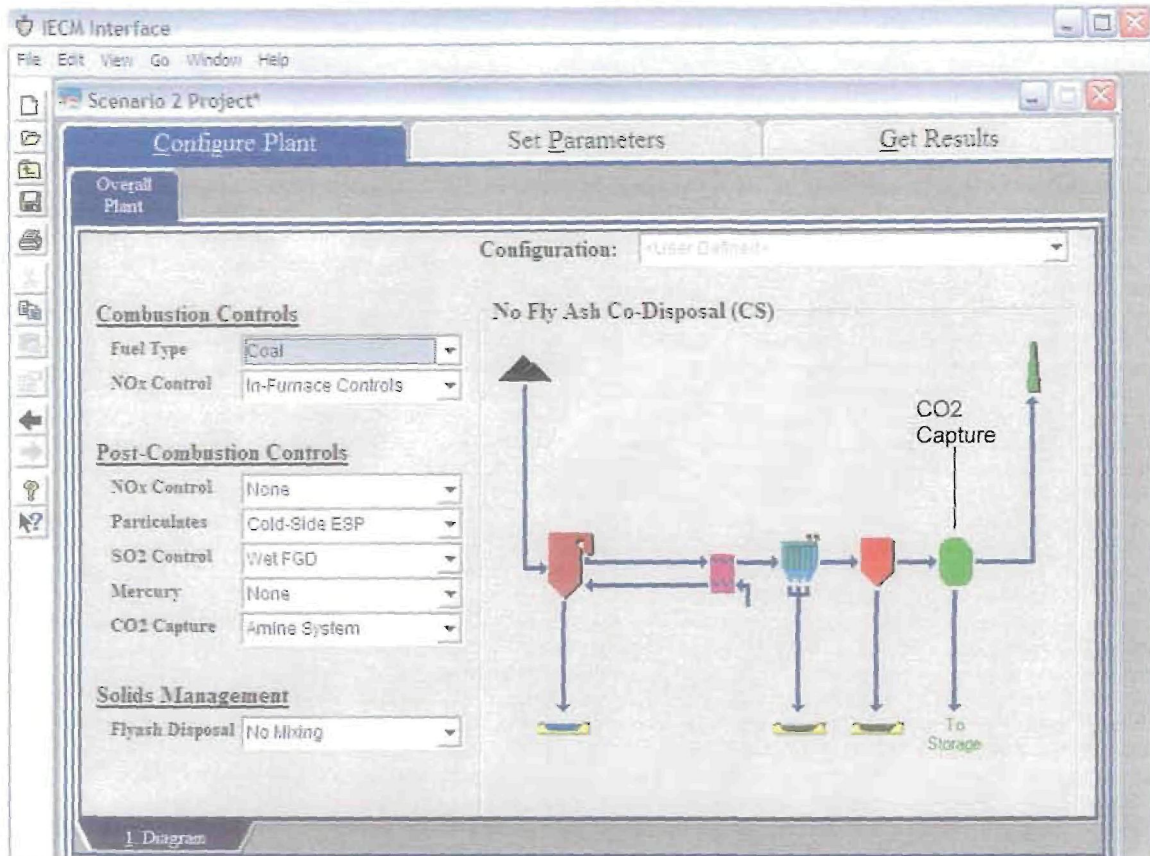 IECM Interface
File Edit View Go Window Help
Scenario 2 Project*
Configure Plant
Set Parameters
Get Results
Overall
Plant
Configuration: <User Defined>
Combustion Controls
Fuel Type Coal
NOx Control In-Furnace Controls
Post-Combustion Controls
NOx Control None
Particulates Cold-Side ESP
SO2 Control Wet FGD
Mercury None
CO2 Capture Amine System
Solids Management
Flyash Disposal No Mixing
No Fly Ash Co-Disposal (CS)
CO2
Capture
To
Storage
1. Diagram